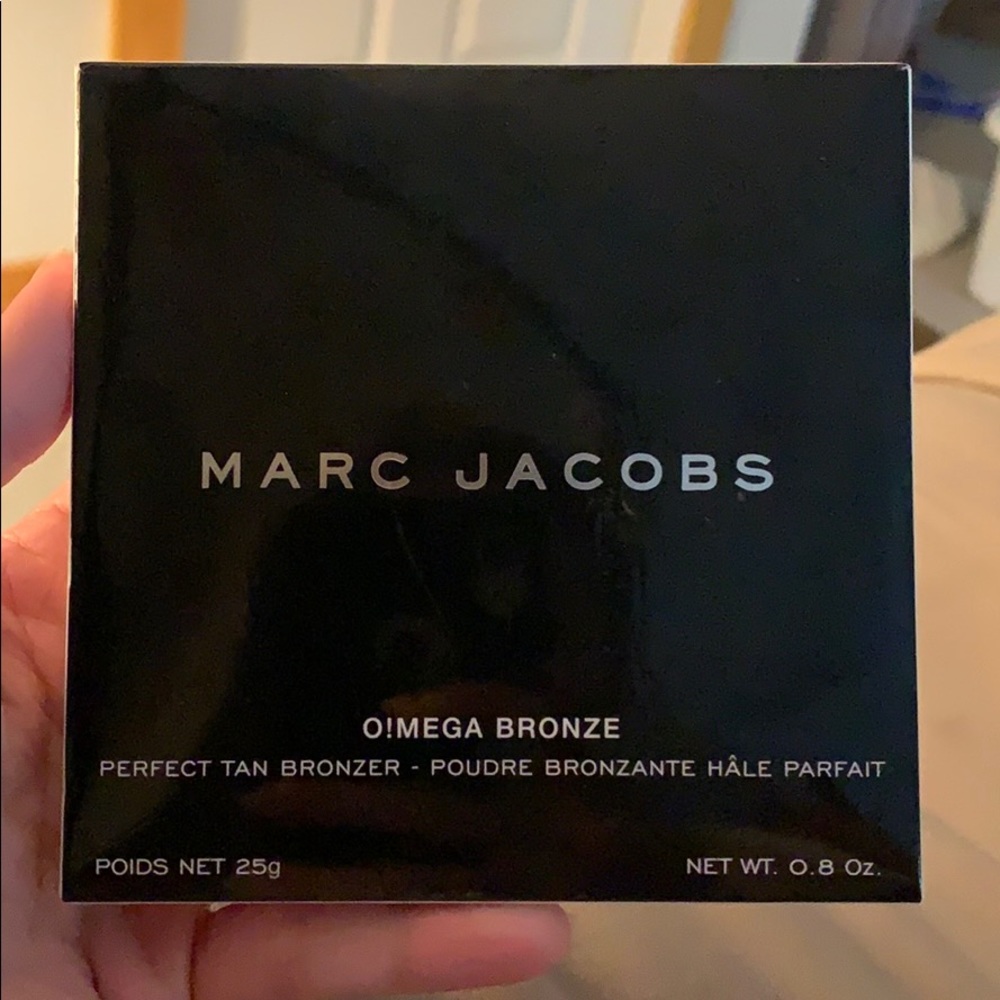 MARC JACOBS
O!MEGA BRONZE
PERFECT TAN BRONZER - POUDRE BRONZANTE HÂLE PARFAIT
POIDS NET 25g NET WT. 0.8 Oz.